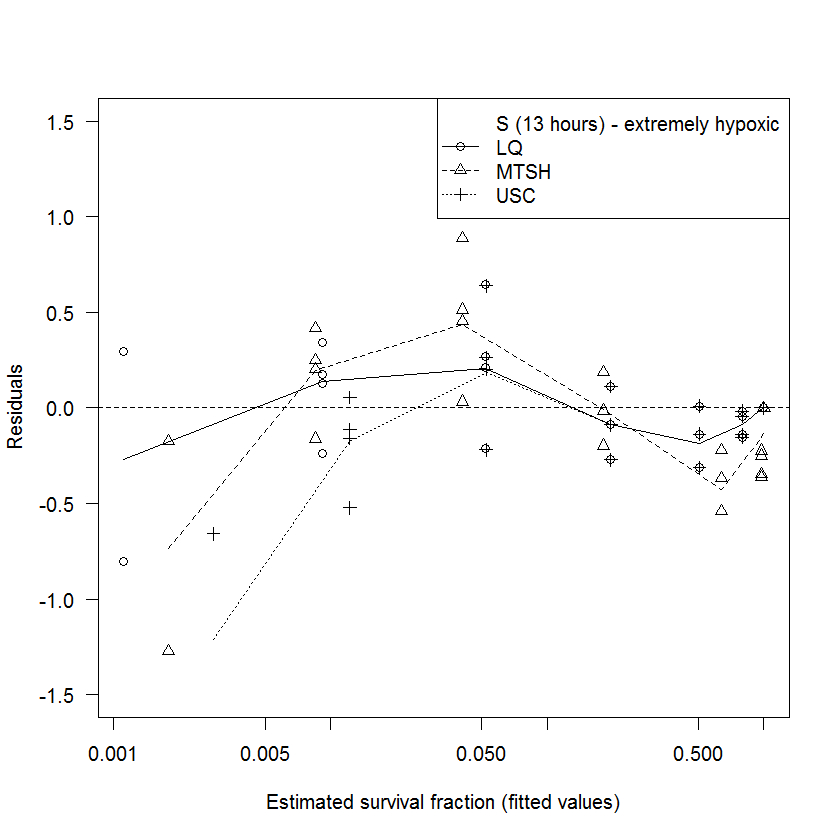 S (13 hours) - extremely hypoxic
LQ
MTSH
USC
1.5
1.0
0.5
0.0
-0.5
-1.0
-1.5
Residuals
0.001
0.005
0.050
0.500
Estimated survival fraction (fitted values)